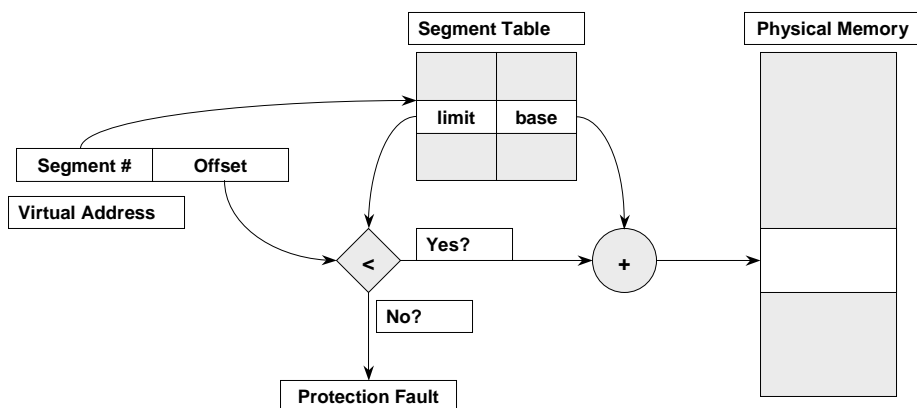 Segment Table
Physical Memory
limit base
Segment # Offset
Virtual Address
< Yes? +
No?
Protection Fault